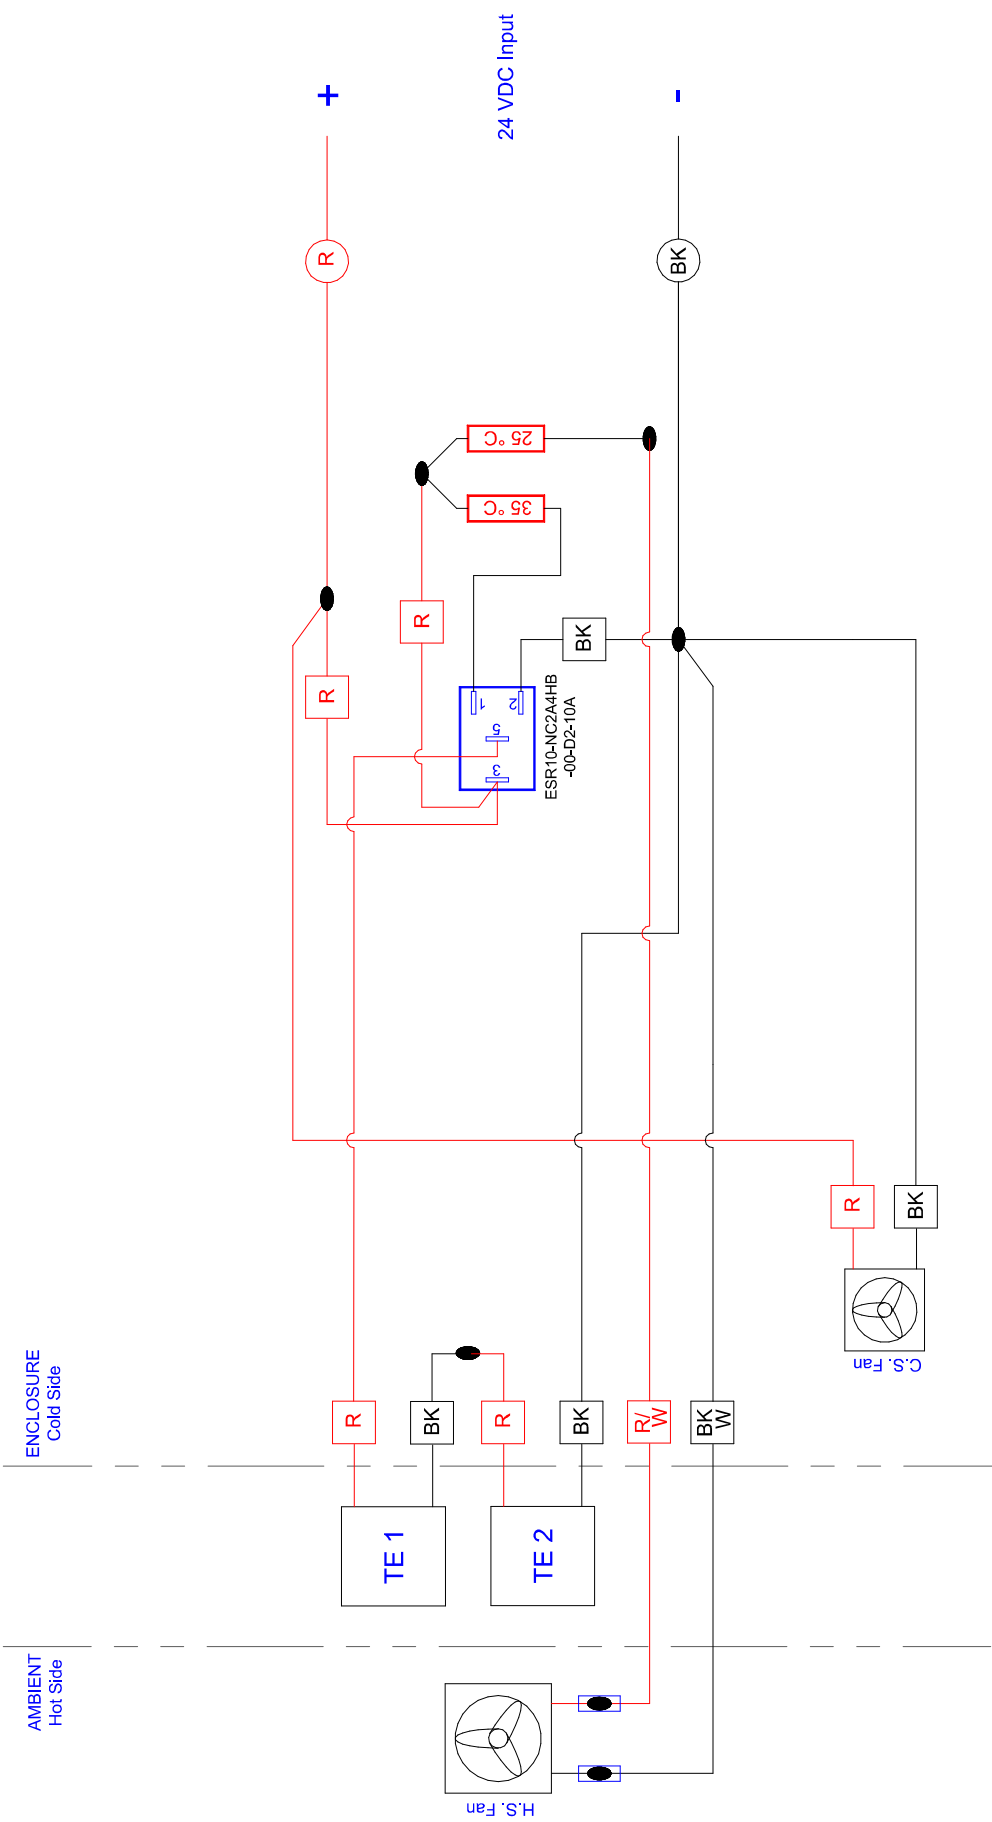 24 VDC Input
+
-
R
BK
25 °C
35 °C
R
R
BK
1
2
5
3
ESR10-NC2A4HB
-00-D2-10A
R
BK
C.S. Fan
ENCLOSURE
Cold Side
R
BK
R
BK
R/
W
BK
W
TE 1
TE 2
AMBIENT
Hot Side
H.S. Fan